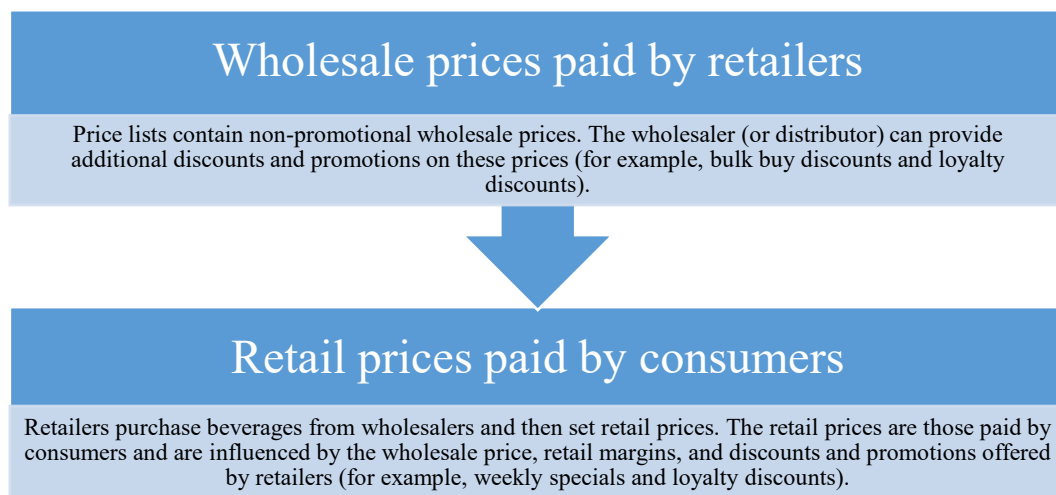 Wholesale prices paid by retailers
Price lists contain non-promotional wholesale prices. The wholesaler (or distributor) can provide
additional discounts and promotions on these prices (for example, bulk buy discounts and loyalty
discounts).
Retail prices paid by consumers
Retailers purchase beverages from wholesalers and then set retail prices. The retail prices are those paid by
consumers and are influenced by the wholesale price, retail margins, and discounts and promotions offered
by retailers (for example, weekly specials and loyalty discounts).